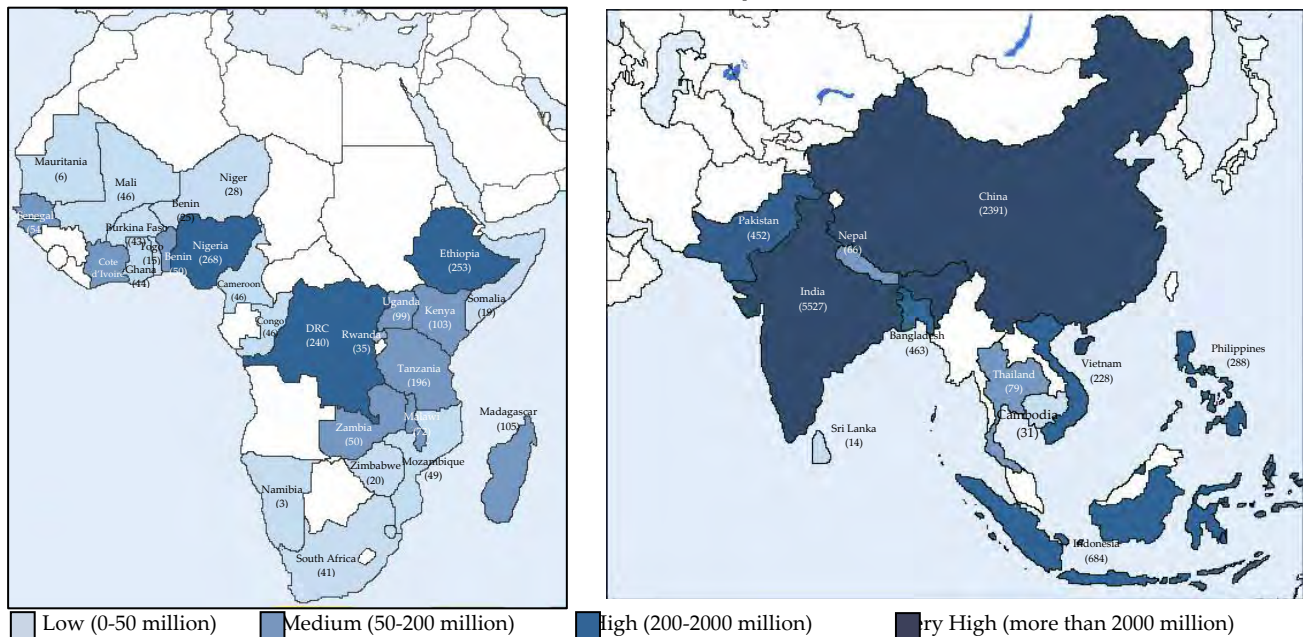 Mauritania
(6)
Mali
(46)
Niger
(28)
Senegal
(54
Burkina Faso
(43)
Benin
(25)
Togo
(15)
Ghana
(44)
Cote
d'Ivoire
Benin
(50)
Nigeria
(268)
Cameroon
(46)
Congo
(46)
DRC
(240)
Rwanda
(35)
Uganda
(99)
Kenya
(103)
Ethiopia
(253)
Somalia
(19)
Tanzania
(196)
Zambia
(50)
Malawi
Madagascar
(105)
Mozambique
(49)
Zimbabwe
(20)
Namibia
(3)
South Africa
(41)
China
(2391)
Pakistan
(452)
Nepal
(66)
India
(5527)
Bangladesh
(463)
Sri Lanka
(14)
Thailand
(79)
Cambodia
(31)
Vietnam
(228)
Philippines
(288)
Indonesia
(684)
Low (0-50 million) Medium (50-200 million) High (200-2000 million) ery High (more than 2000 million)